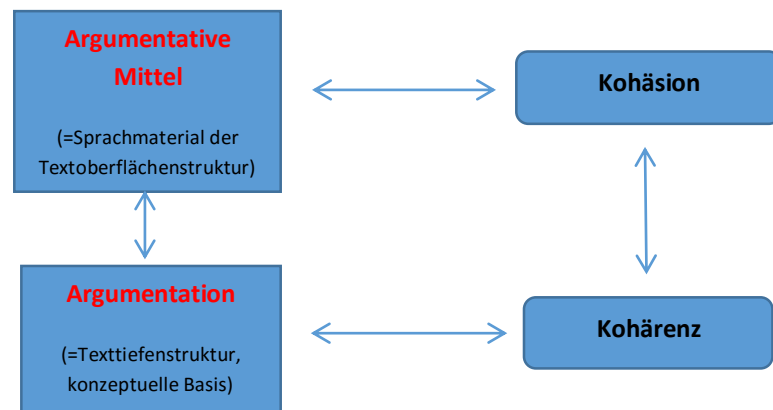 Argumentative
Mittel
(=Sprachmaterial der
Textoberflächenstruktur)
Kohäsion
Argumentation
(=Texttiefenstruktur,
konzeptuelle Basis)
Kohärenz